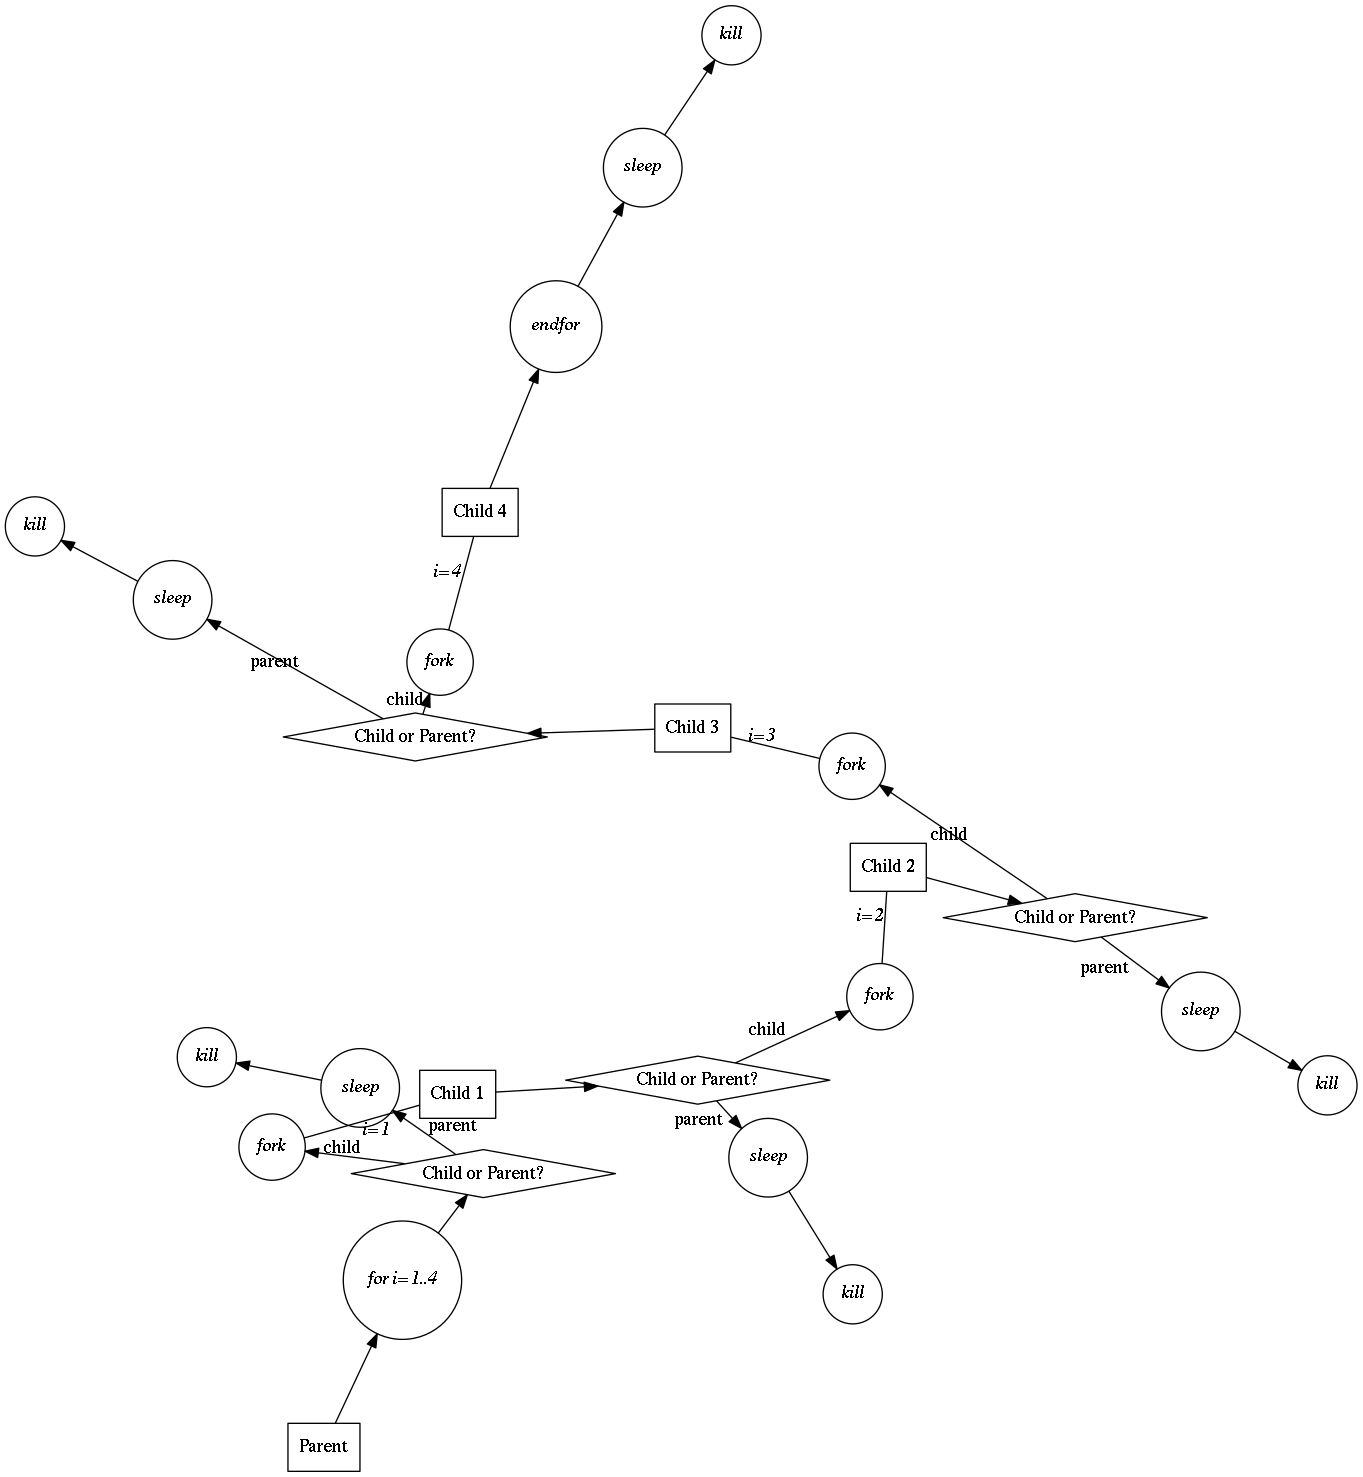 kill
sleep
endfor
Child 4
kill
i=4
sleep
fork
parent
child
Child 3
Child or Parent?
i=3
fork
child
Child 2
i=2
Child or Parent?
parent
fork
sleep
child
kill
sleep
Child 1
Child or Parent?
kill
parent
parent
i=1
fork
child
sleep
Child or Parent?
for i=1..4
kill
Parent